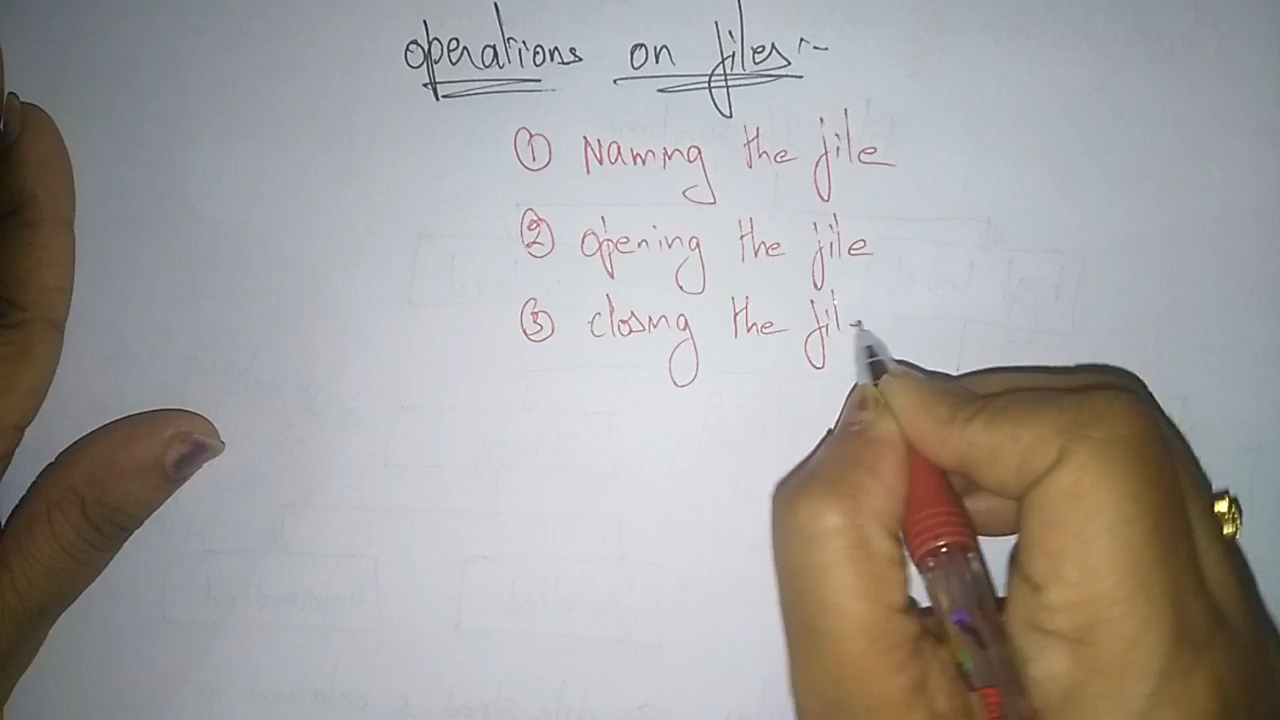 operations on files :-
① Naming the file
② opening the file
③ closing the fil